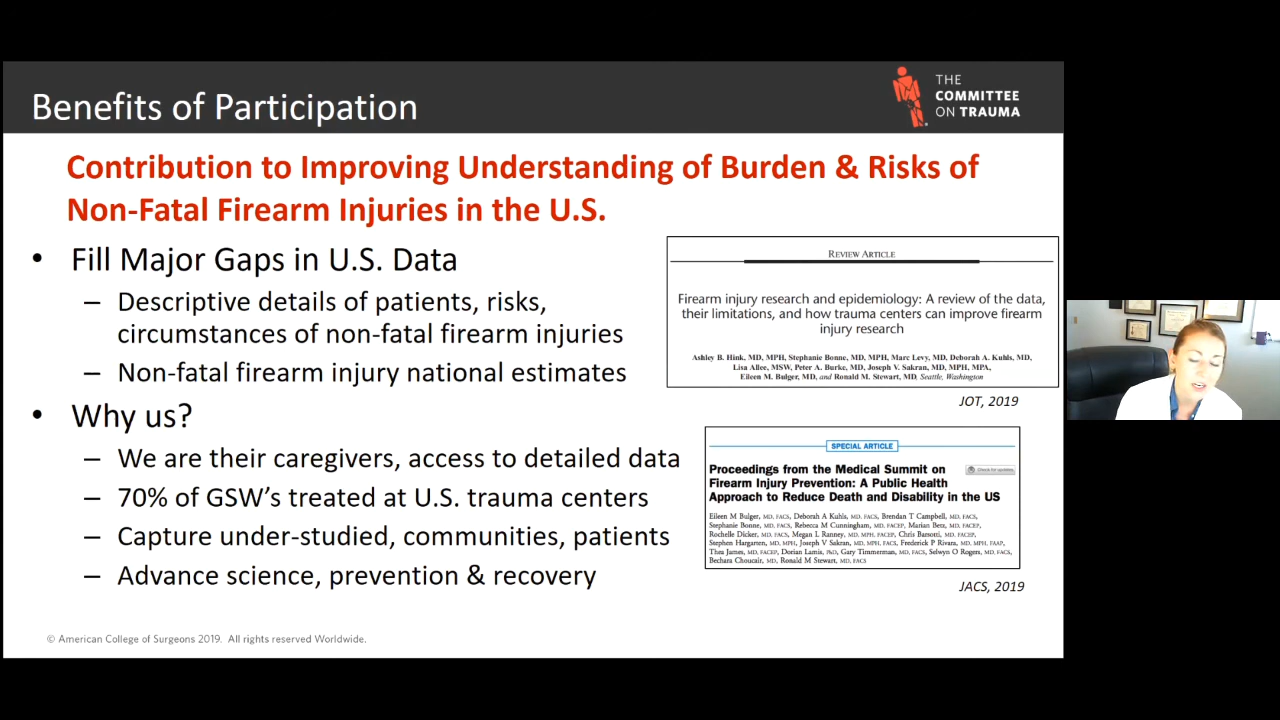 Benefits of Participation
THE
COMMITTEE
ON TRAUMA
Contribution to Improving Understanding of Burden & Risks of
Non-Fatal Firearm Injuries in the U.S.
• Fill Major Gaps in U.S. Data
– Descriptive details of patients, risks,
circumstances of non-fatal firearm injuries
– Non-fatal firearm injury national estimates
• Why us?
– We are their caregivers, access to detailed data
– 70% of GSW's treated at U.S. trauma centers
– Capture under-studied, communities, patients
– Advance science, prevention & recovery
REVIEW ARTICLE
Firearm injury research and epidemiology: A review of the data,
their limitations, and how trauma centers can improve firearm
injury research
Ashley B. Hink, MD, MPH, Stephanie Bonne, MD, MPH, Marc Levy, MD, Deborah A. Kuhls, MD,
Lisa Allee, MSW, Peter A. Burke, MD, Joseph V. Sakran, MD, MPH, MPA,
Eileen M. Bulger, MD, and Ronald M. Stewart, MD, Seattle, Washington
JOT, 2019
SPECIAL ARTICLE
Proceedings from the Medical Summit on
Firearm Injury Prevention: A Public Health
Approach to Reduce Death and Disability in the US
Check for updates
Eileen M Bulger, MD, FACS, Deborah A Kuhls, MD, FACS, Brendan T Campbell, MD, FACS,
Stephanie Bonne, MD, FACS, Rebecca M Cunningham, MD, FACEP, Marian Betz, MD, FACEP,
Rochelle Dicker, MD, FACS, Megan L Ranney, MD, MPH, FACEP, Chris Barsotti, MD, FACEP,
Stephen Hargarten, MD, MPH, Joseph V Sakran, MD, MPH, FACS, Frederick P Rivara, MD, MPH, FAAP,
Thea James, MD, FACEP, Dorian Lamis, PhD, Gary Timmerman, MD, FACS, Selwyn O Rogers, MD, FACS,
Bechara Choucair, MD, Ronald M Stewart, MD, FACS
JACS, 2019
© American College of Surgeons 2019. All rights reserved Worldwide.